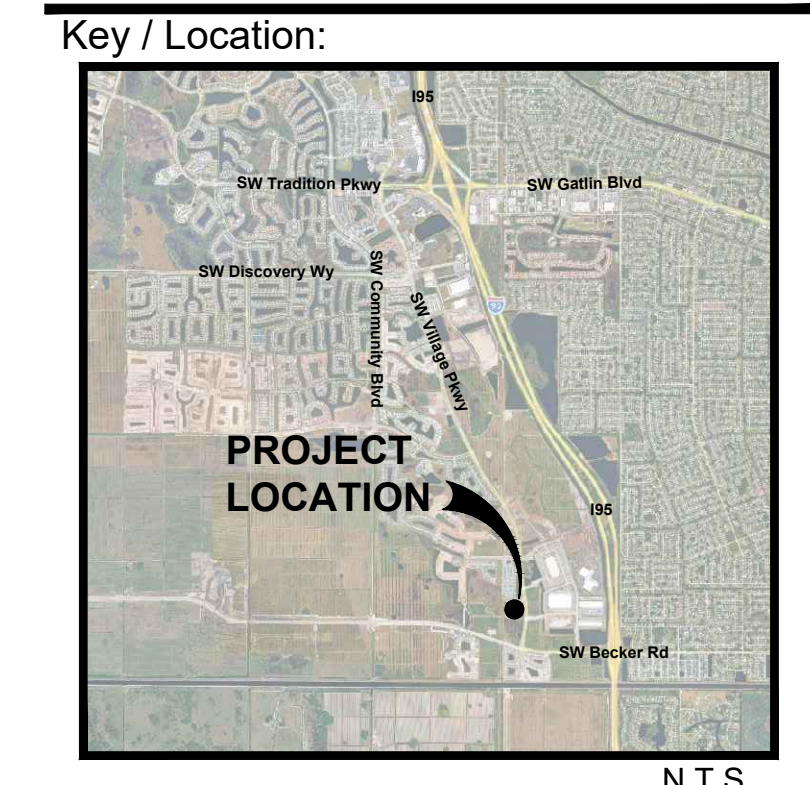 Key / Location:
I95
SW Tradition Pkwy
SW Gatlin Blvd
SW Discovery Wy
SW Community Blvd
SW Village Pkwy
PROJECT
LOCATION
I95
SW Becker Rd
N.T.S.